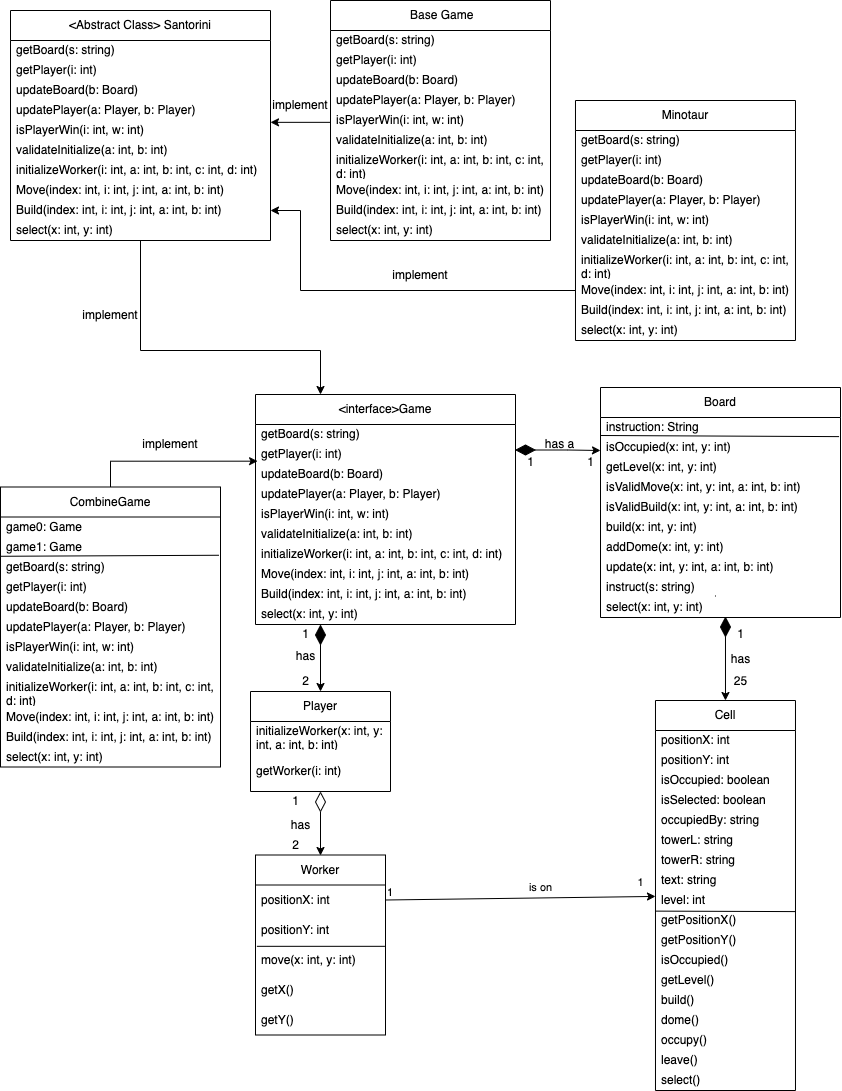 <Abstract Class> Santorini
getBoard(s: string)
getPlayer(i: int)
updateBoard(b: Board)
updatePlayer(a: Player, b: Player)
isPlayerWin(i: int, w: int)
validateInitialize(a: int, b: int)
initializeWorker(i: int, a: int, b: int, c: int, d: int)
Move(index: int, i: int, j: int, a: int, b: int)
Build(index: int, i: int, j: int, a: int, b: int)
select(x: int, y: int)
implement
Base Game
getBoard(s: string)
getPlayer(i: int)
updateBoard(b: Board)
updatePlayer(a: Player, b: Player)
isPlayerWin(i: int, w: int)
validateInitialize(a: int, b: int)
initializeWorker(i: int, a: int, b: int, c: int,
d: int)
Move(index: int, i: int, j: int, a: int, b: int)
Build(index: int, i: int, j: int, a: int, b: int)
select(x: int, y: int)
implement
Minotaur
getBoard(s: string)
getPlayer(i: int)
updateBoard(b: Board)
updatePlayer(a: Player, b: Player)
isPlayerWin(i: int, w: int)
validateInitialize(a: int, b: int)
initializeWorker(i: int, a: int, b: int, c: int,
d: int)
Move(index: int, i: int, j: int, a: int, b: int)
Build(index: int, i: int, j: int, a: int, b: int)
select(x: int, y: int)
implement
<interface>Game
getBoard(s: string)
getPlayer(i: int)
updateBoard(b: Board)
updatePlayer(a: Player, b: Player)
isPlayerWin(i: int, w: int)
validateInitialize(a: int, b: int)
initializeWorker(i: int, a: int, b: int, c: int, d: int)
Move(index: int, i: int, j: int, a: int, b: int)
Build(index: int, i: int, j: int, a: int, b: int)
select(x: int, y: int)
has a
1
1
Board
instruction: String
isOccupied(x: int, y: int)
getLevel(x: int, y: int)
isValidMove(x: int, y: int, a: int, b: int)
isValidBuild(x: int, y: int, a: int, b: int)
build(x: int, y: int)
addDome(x: int, y: int)
update(x: int, y: int, a: int, b: int)
instruct(s: string)
select(x: int, y: int)
implement
CombineGame
game0: Game
game1: Game
getBoard(s: string)
getPlayer(i: int)
updateBoard(b: Board)
updatePlayer(a: Player, b: Player)
isPlayerWin(i: int, w: int)
validateInitialize(a: int, b: int)
initializeWorker(i: int, a: int, b: int, c: int,
d: int)
Move(index: int, i: int, j: int, a: int, b: int)
Build(index: int, i: int, j: int, a: int, b: int)
select(x: int, y: int)
1
has
2
Player
initializeWorker(x: int, y:
int, a: int, b: int)
getWorker(i: int)
1
has
2
Worker
positionX: int
positionY: int
move(x: int, y: int)
getX()
getY()
1
is on
1
1
has
25
Cell
positionX: int
positionY: int
isOccupied: boolean
isSelected: boolean
occupiedBy: string
towerL: string
towerR: string
text: string
level: int
getPositionX()
getPositionY()
isOccupied()
getLevel()
build()
dome()
occupy()
leave()
select()